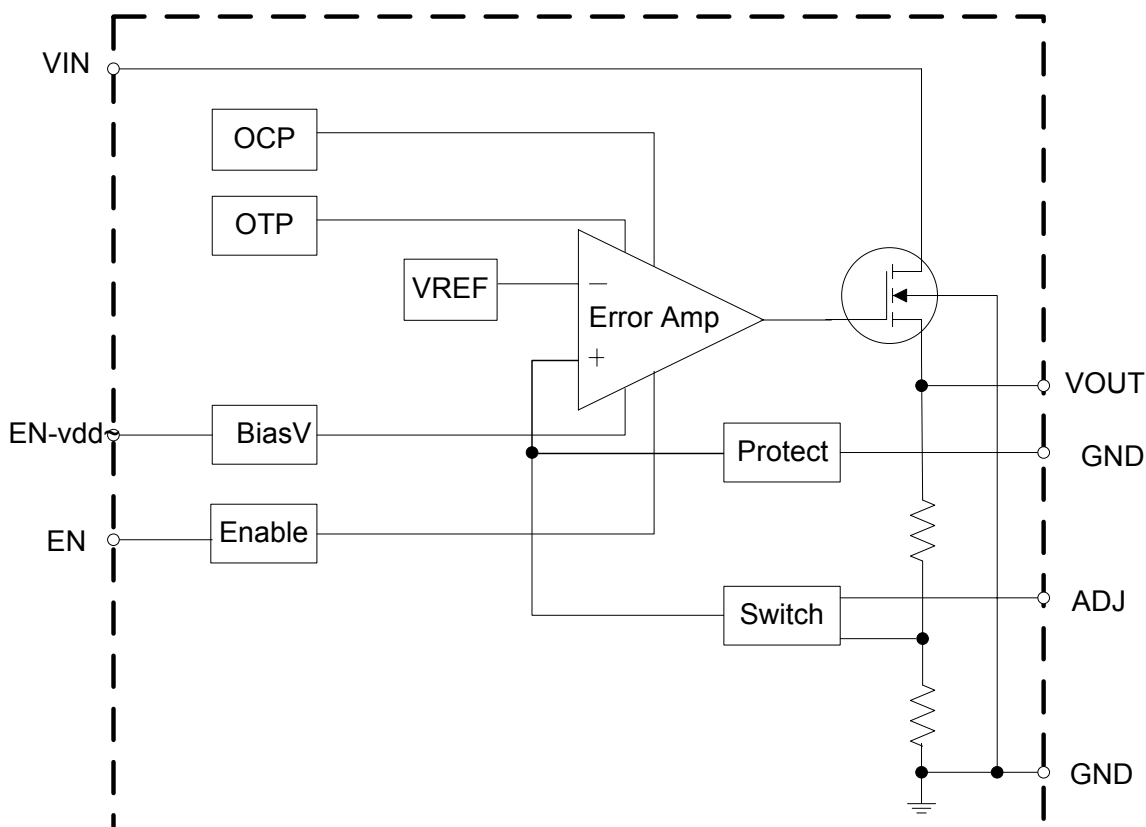 VIN
OCP
OTP
VREF
−
Error Amp
+
VOUT
EN-vdd~
BiasV
Protect
GND
EN
Enable
Switch
ADJ
GND